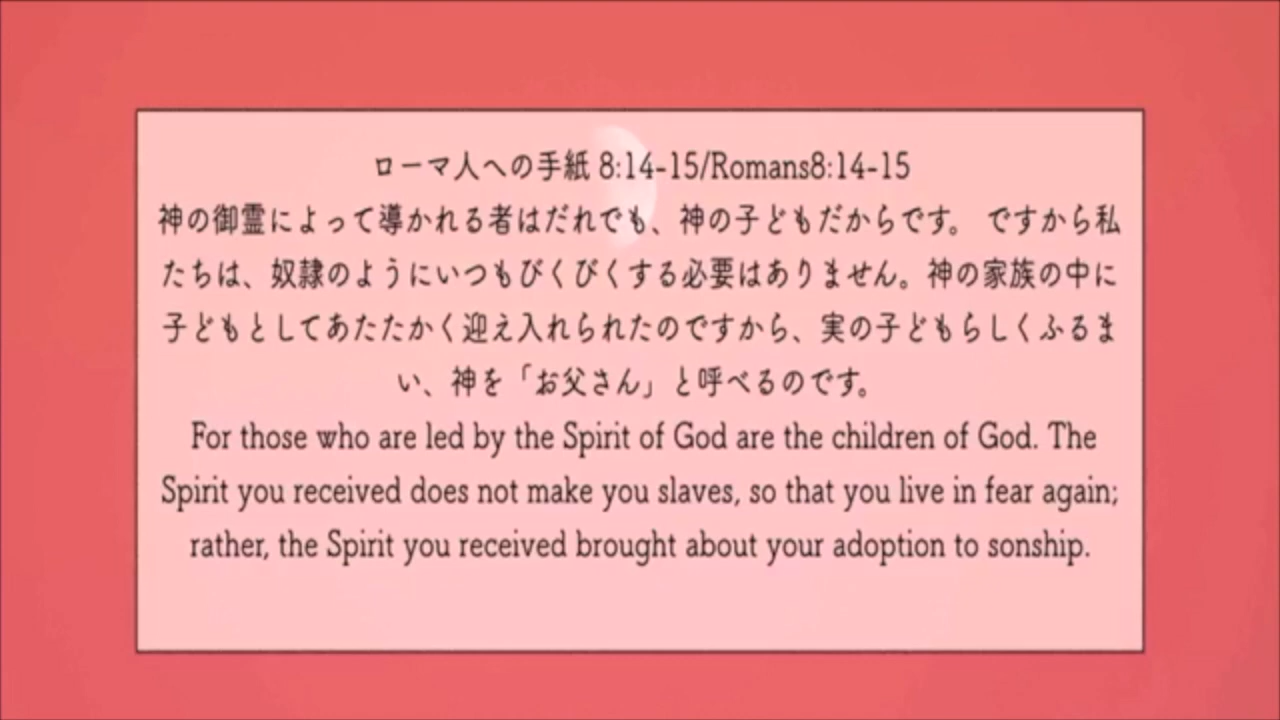 ローマ人への手紙 8:14-15/Romans8:14-15
神の御霊によって導かれる者はだれでも、神の子どもだからです。 ですから私
たちは、奴隷のようにいつもびくびくする必要はありません。神の家族の中に
子どもとしてあたたかく迎え入れられたのですから、実の子どもらしくふるま
い、神を「お父さん」と呼べるのです。
For those who are led by the Spirit of God are the children of God. The
Spirit you received does not make you slaves, so that you live in fear again;
rather, the Spirit you received brought about your adoption to sonship.